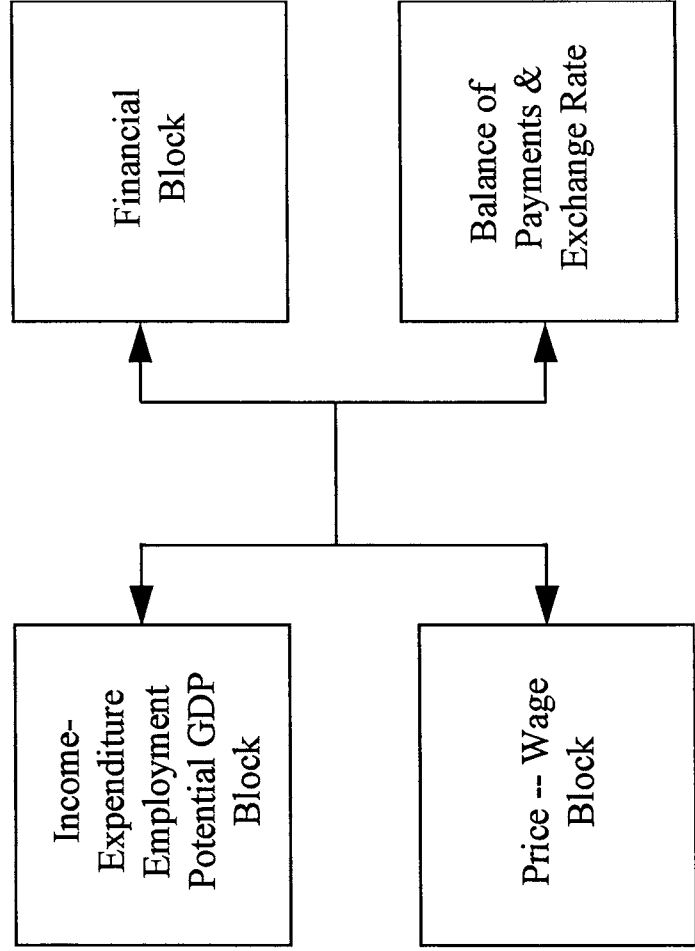 Income-
Expenditure
Employment
Potential GDP
Block
Financial
Block
Price -- Wage
Block
Balance of
Payments &
Exchange Rate